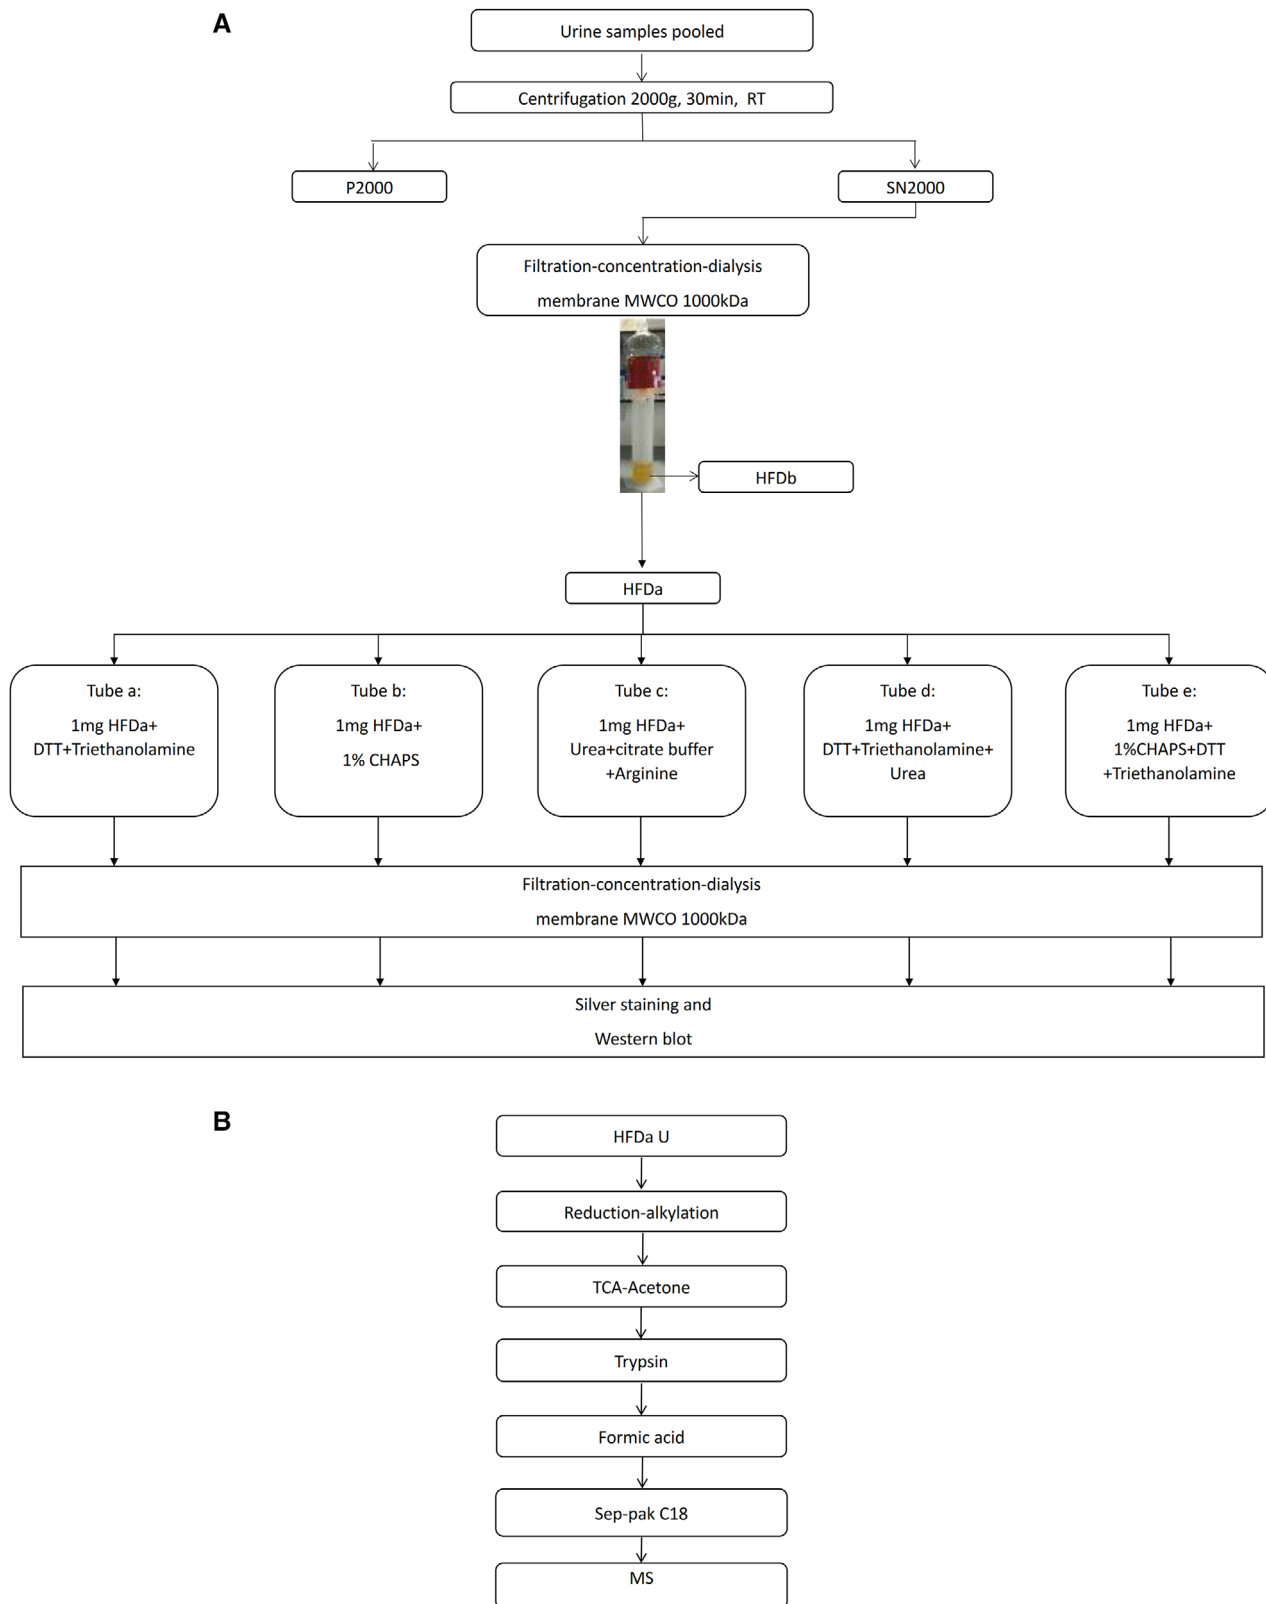 A
Urine samples pooled
Centrifugation 2000g, 30min, RT
P2000
SN2000
Filtration-concentration-dialysis
membrane MWCO 1000kDa
HFDb
HFDa
Tube a:
1mg HFDa+
DTT+Triethanolamine
Tube b:
1mg HFDa+
1% CHAPS
Tube c:
1mg HFDa+
Urea+citrate buffer
+Arginine
Tube d:
1mg HFDa+
DTT+Triethanolamine+
Urea
Tube e:
1mg HFDa+
1%CHAPS+DTT
+Triethanolamine
Filtration-concentration-dialysis
membrane MWCO 1000kDa
Silver staining and
Western blot
B
HFDa U
Reduction-alkylation
TCA-Acetone
Trypsin
Formic acid
Sep-pak C18
MS